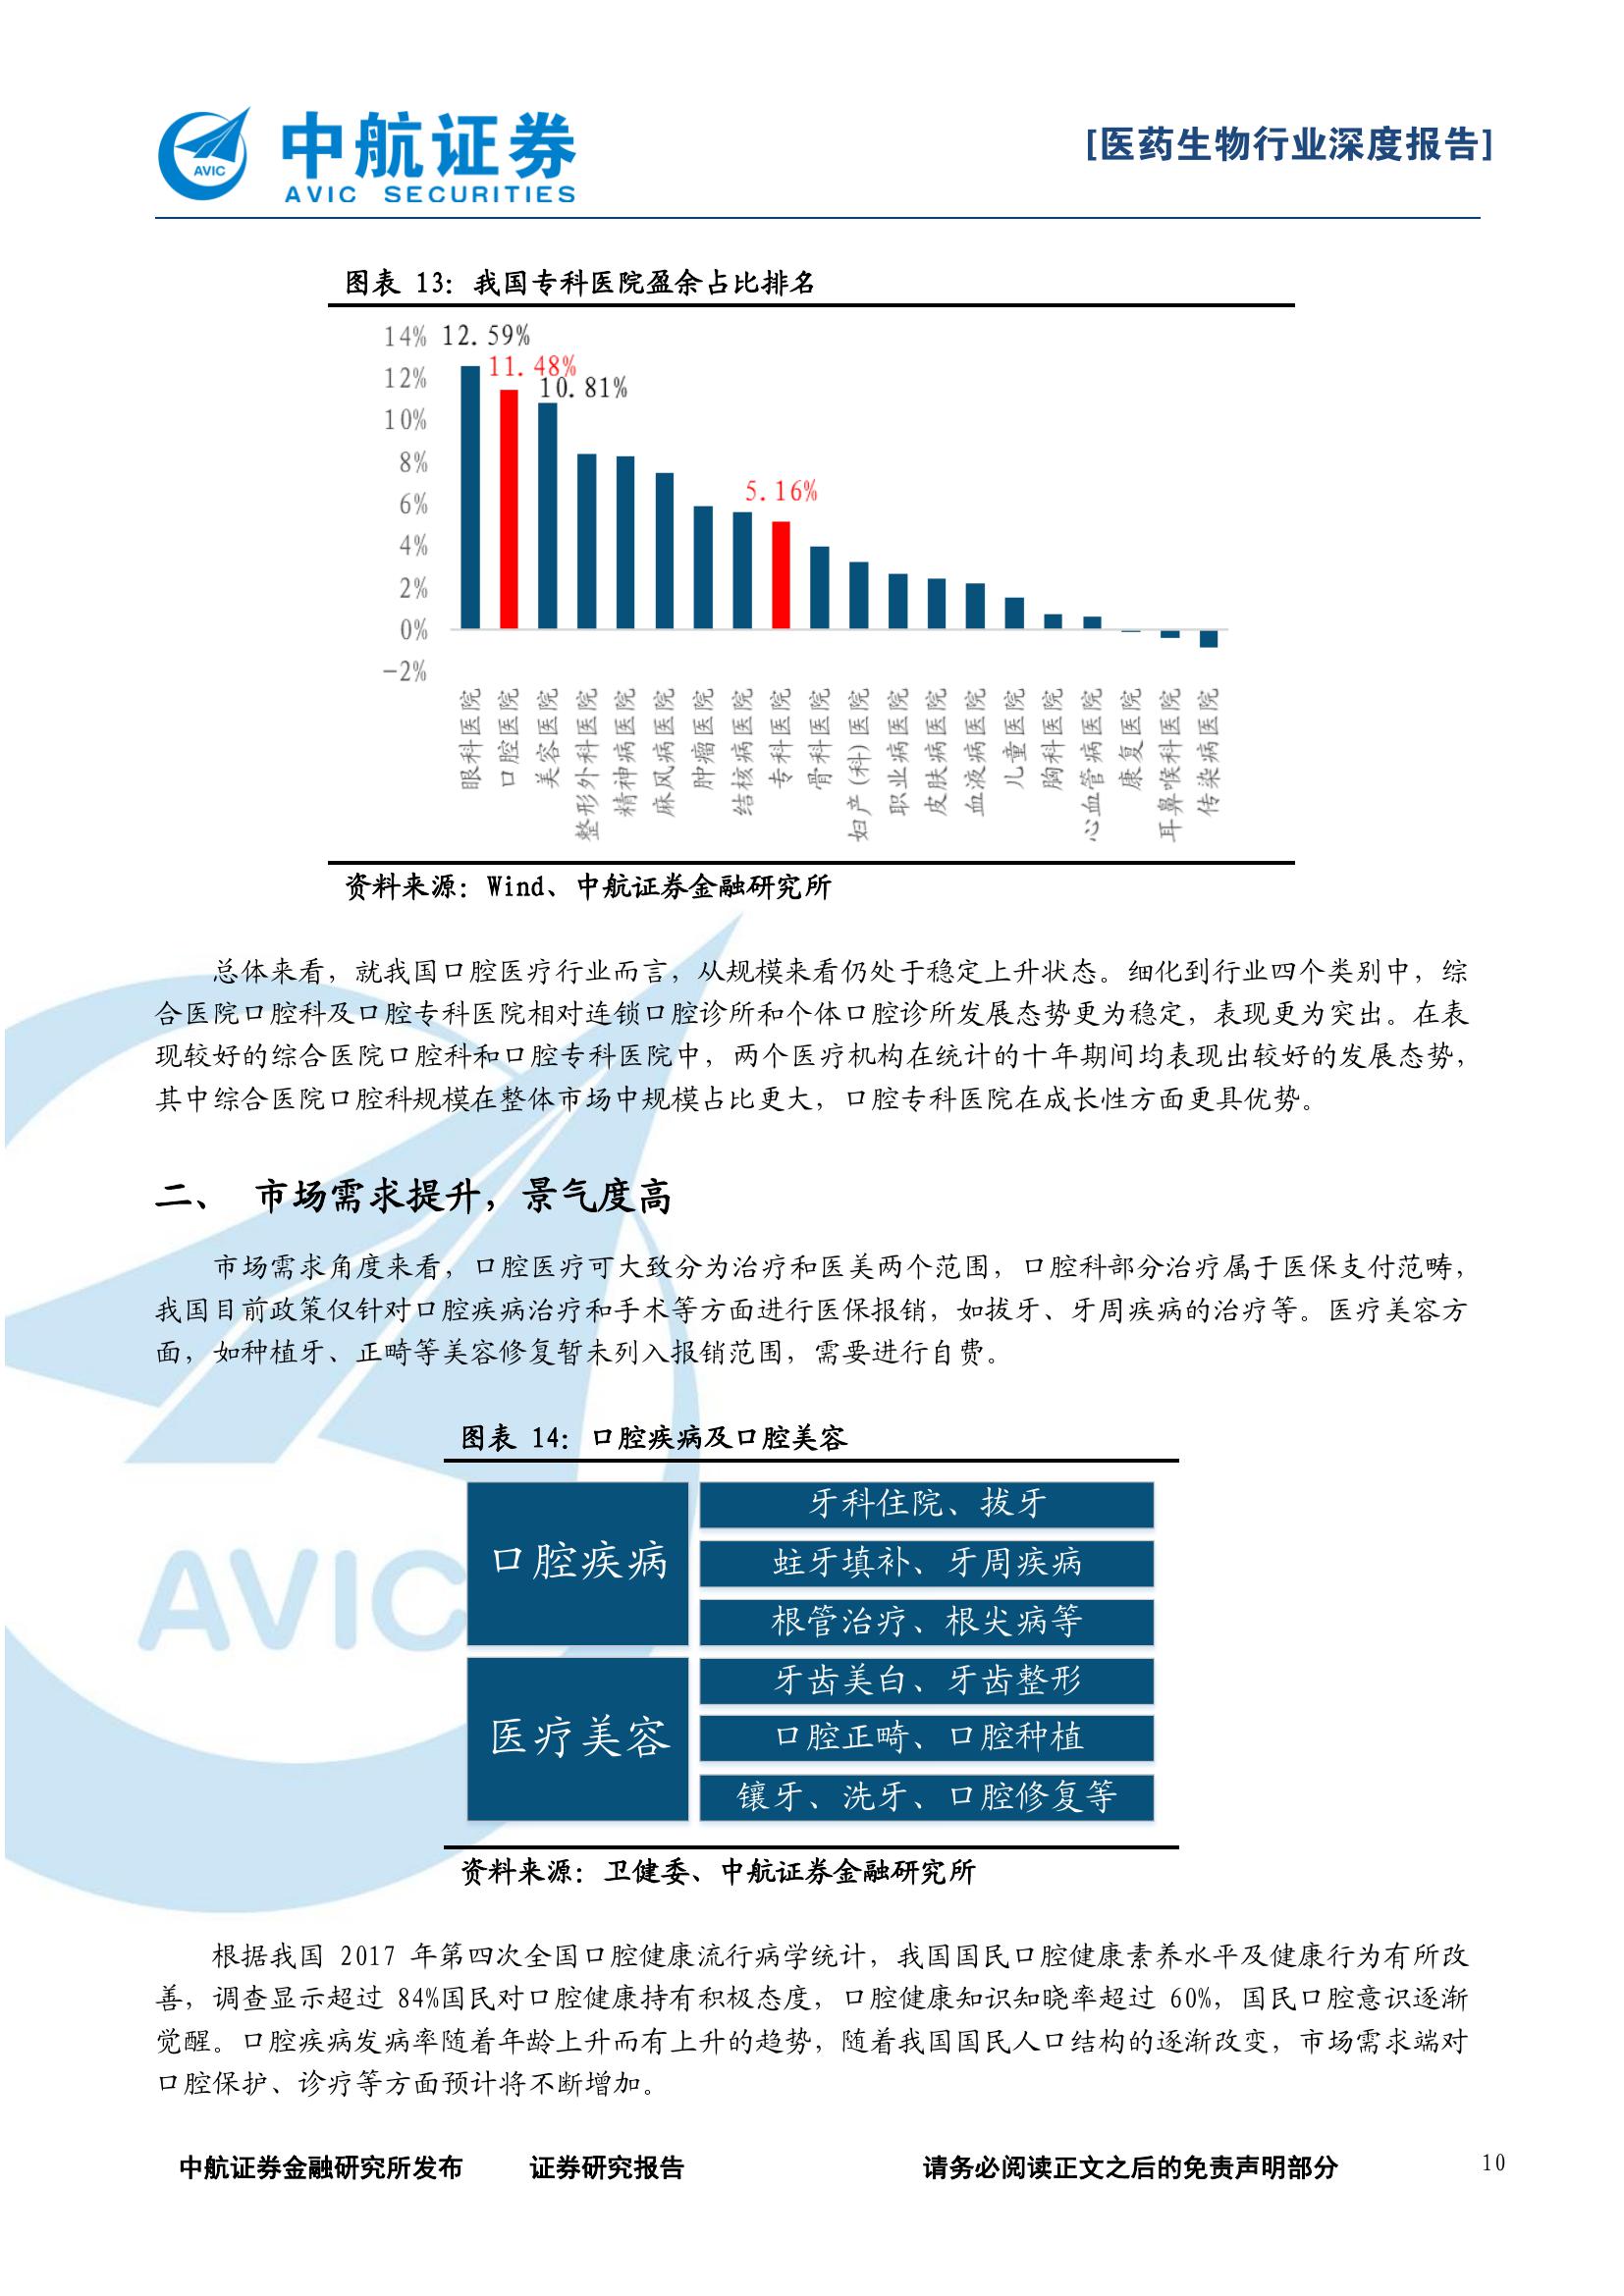 AVIC
中航证券
AVIC SECURITIES
[医药生物行业深度报告]
图表 13：我国专科医院盈余占比排名
14%
12%
10%
8%
6%
4%
2%
0%
-2%
12.59%
11.48%
10.81%
5.16%
眼科医院
口腔医院
美容医院
整形外科医院
精神病医院
麻风病医院
肿瘤医院
结核病医院
专科医院
骨科医院
妇产(科)医院
职业病医院
皮肤病医院
血液病医院
儿童医院
胸科医院
心血管病医院
康复医院
耳鼻喉科医院
传染病医院
资料来源：Wind、中航证券金融研究所
总体来看，就我国口腔医疗行业而言，从规模来看仍处于稳定上升状态。细化到行业四个类别中，综
合医院口腔科及口腔专科医院相对连锁口腔诊所和个体口腔诊所发展态势更为稳定，表现更为突出。在表
现较好的综合医院口腔科和口腔专科医院中，两个医疗机构在统计的十年期间均表现出较好的发展态势，
其中综合医院口腔科规模在整体市场中规模占比更大，口腔专科医院在成长性方面更具优势。
二、 市场需求提升，景气度高
市场需求角度来看，口腔医疗可大致分为治疗和医美两个范围，口腔科部分治疗属于医保支付范畴，
我国目前政策仅针对口腔疾病治疗和手术等方面进行医保报销，如拔牙、牙周疾病的治疗等。医疗美容方
面，如种植牙、正畸等美容修复暂未列入报销范围，需要进行自费。
图表 14：口腔疾病及口腔美容
口腔疾病
牙科住院、拔牙
蛀牙填补、牙周疾病
根管治疗、根尖病等
医疗美容
牙齿美白、牙齿整形
口腔正畸、口腔种植
镶牙、洗牙、口腔修复等
AVIC
资料来源：卫健委、中航证券金融研究所
根据我国 2017 年第四次全国口腔健康流行病学统计，我国国民口腔健康素养水平及健康行为有所改
善，调查显示超过 84%国民对口腔健康持有积极态度，口腔健康知识知晓率超过 60%，国民口腔意识逐渐
觉醒。口腔疾病发病率随着年龄上升而有上升的趋势，随着我国国民人口结构的逐渐改变，市场需求端对
口腔保护、诊疗等方面预计将不断增加。
中航证券金融研究所发布 证券研究报告 请务必阅读正文之后的免责声明部分 10